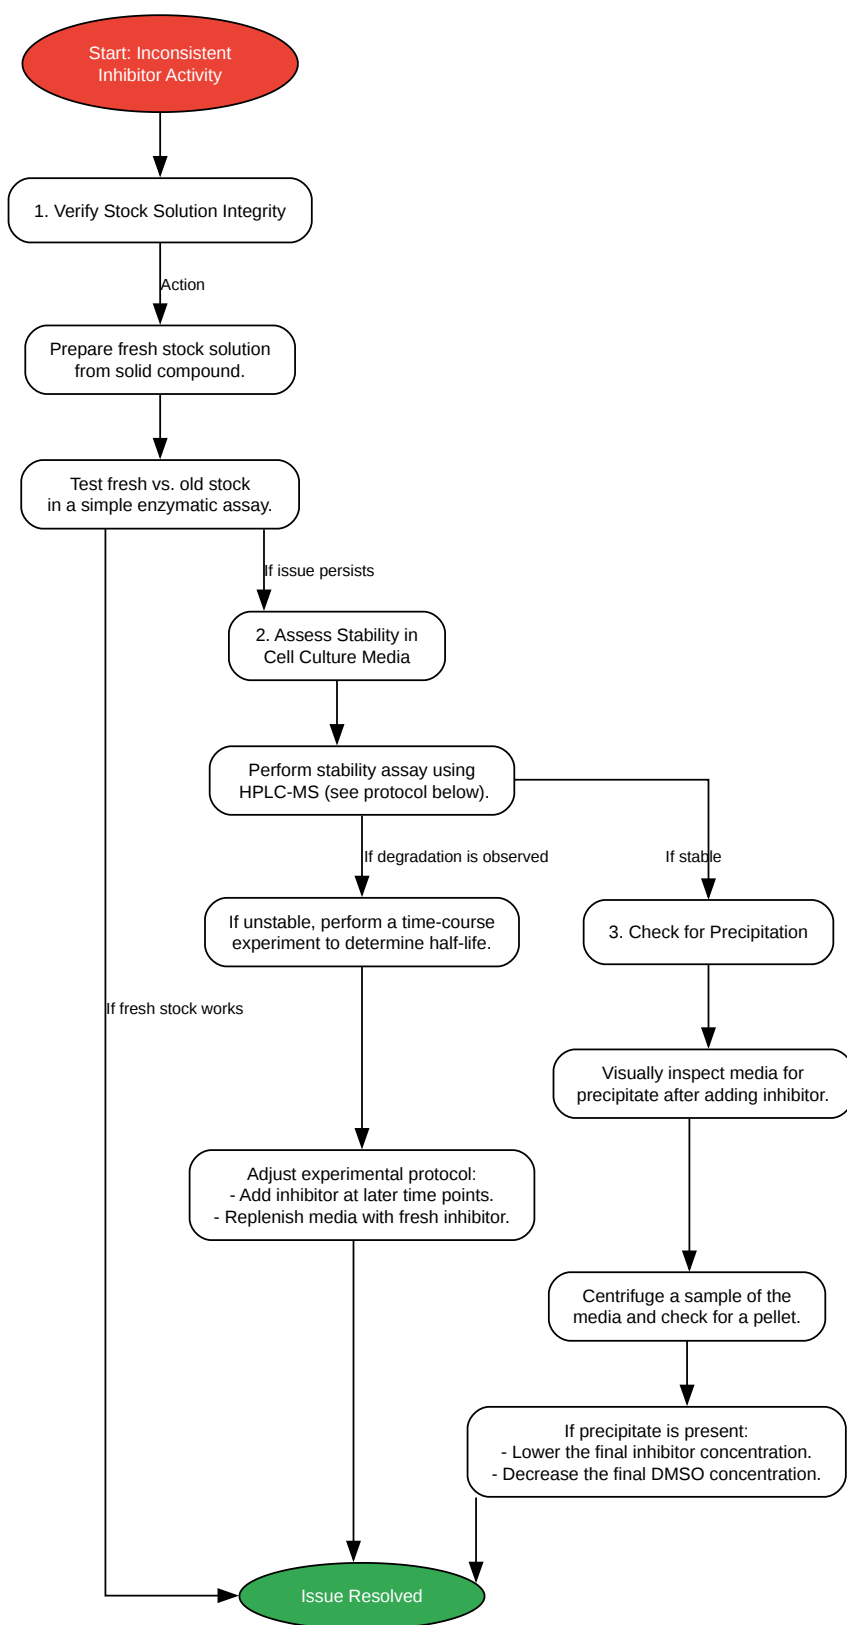 Start: Inconsistent
Inhibitor Activity
1. Verify Stock Solution Integrity
Action
Prepare fresh stock solution
from solid compound.
Test fresh vs. old stock
in a simple enzymatic assay.
If issue persists
2. Assess Stability in
Cell Culture Media
Perform stability assay using
HPLC-MS (see protocol below).
If degradation is observed
If stable
If unstable, perform a time-course
experiment to determine half-life.
3. Check for Precipitation
If fresh stock works
Visually inspect media for
precipitate after adding inhibitor.
Adjust experimental protocol:
- Add inhibitor at later time points.
- Replenish media with fresh inhibitor.
Centrifuge a sample of the
media and check for a pellet.
If precipitate is present:
- Lower the final inhibitor concentration.
- Decrease the final DMSO concentration.
Issue Resolved